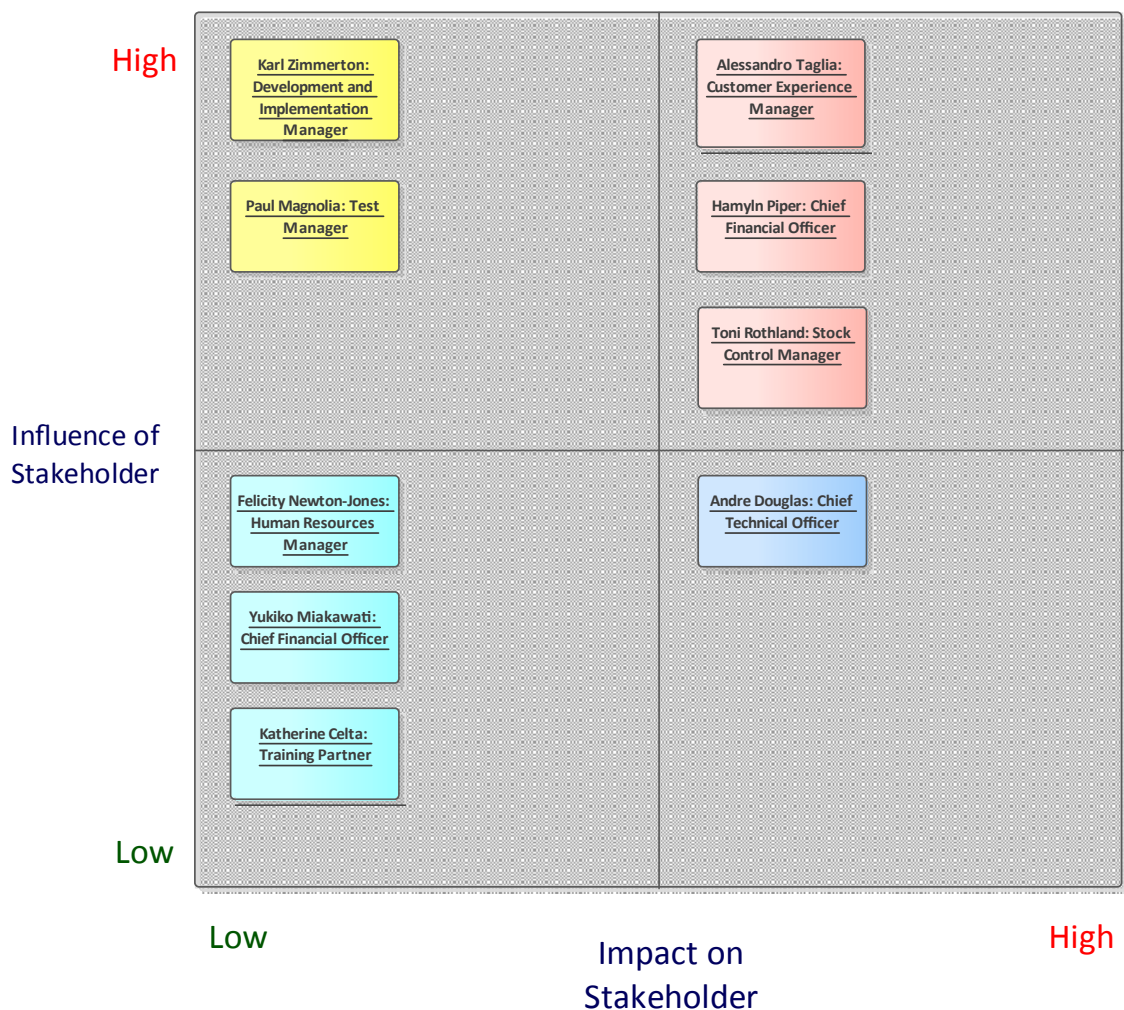 High
Karl Zimmerton:
Development and
Implementation
Manager
Alessandro Taglia:
Customer Experience
Manager
Paul Magnolia: Test
Manager
Hamyln Piper: Chief
Financial Officer
Toni Rothland: Stock
Control Manager
Influence of
Stakeholder
Felicity Newton-Jones:
Human Resources
Manager
Andre Douglas: Chief
Technical Officer
Yukiko Miakawati:
Chief Financial Officer
Katherine Celta:
Training Partner
Low
Low
Impact on
Stakeholder
High